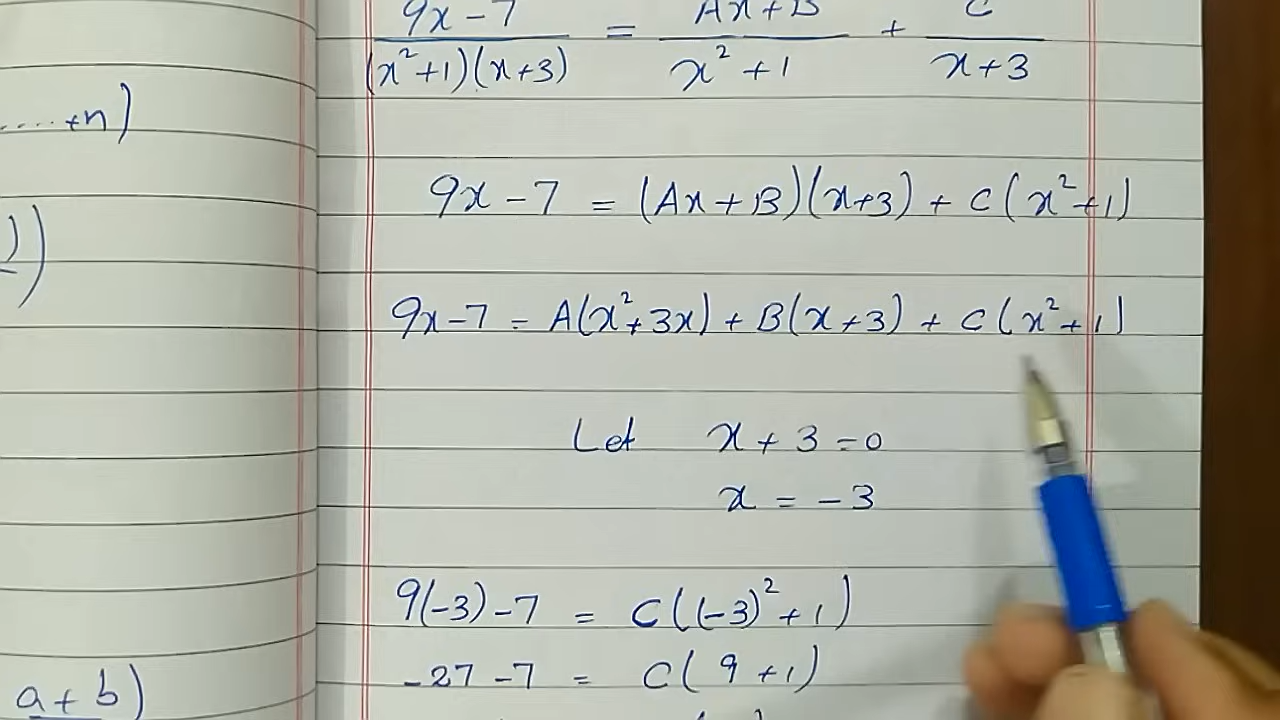 .....+n)
))
a+b)
9x-7/(x²+1)(x+3) = Ax+B/x²+1 + C/x+3
9x-7 = (Ax+B)(x+3) + C(x²+1)
9x-7 = A(x²+3x) + B(x+3) + C(x²+1)
Let x+3=0
x = -3
9(-3)-7 = C((-3)²+1)
-27-7 = C(9+1)